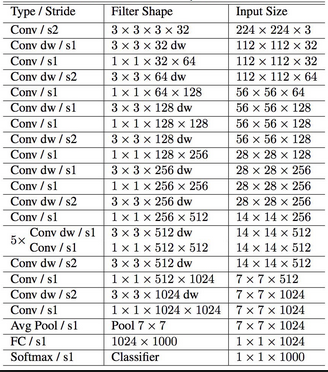 Type / Stride Filter Shape Input Size
Conv / s2 3 × 3 × 3 × 32 224 × 224 × 3
Conv dw / s1 3 × 3 × 32 dw 112 × 112 × 32
Conv / s1 1 × 1 × 32 × 64 112 × 112 × 32
Conv dw / s2 3 × 3 × 64 dw 112 × 112 × 64
Conv / s1 1 × 1 × 64 × 128 56 × 56 × 64
Conv dw / s1 3 × 3 × 128 dw 56 × 56 × 128
Conv / s1 1 × 1 × 128 × 128 56 × 56 × 128
Conv dw / s2 3 × 3 × 128 dw 56 × 56 × 128
Conv / s1 1 × 1 × 128 × 256 28 × 28 × 128
Conv dw / s1 3 × 3 × 256 dw 28 × 28 × 256
Conv / s1 1 × 1 × 256 × 256 28 × 28 × 256
Conv dw / s2 3 × 3 × 256 dw 28 × 28 × 256
Conv / s1 1 × 1 × 256 × 512 14 × 14 × 256
5× Conv dw / s1 3 × 3 × 512 dw 14 × 14 × 512
Conv / s1 1 × 1 × 512 × 512 14 × 14 × 512
Conv dw / s2 3 × 3 × 512 dw 14 × 14 × 512
Conv / s1 1 × 1 × 512 × 1024 7 × 7 × 512
Conv dw / s2 3 × 3 × 1024 dw 7 × 7 × 1024
Conv / s1 1 × 1 × 1024 × 1024 7 × 7 × 1024
Avg Pool / s1 Pool 7 × 7 7 × 7 × 1024
FC / s1 1024 × 1000 1 × 1 × 1024
Softmax / s1 Classifier 1 × 1 × 1000